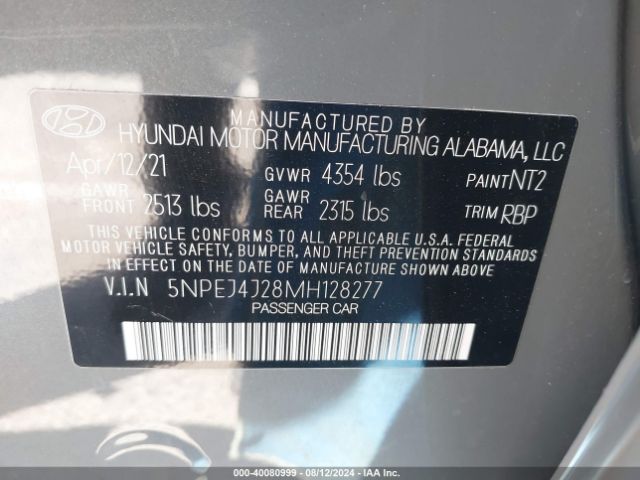 MANUFACTURED BY
HYUNDAI MOTOR MANUFACTURING ALABAMA, LLC
Apr/12/21 GVWR 4354 lbs PAINT NT2
GAWR FRONT 2513 lbs GAWR REAR 2315 lbs TRIM RBP
THIS VEHICLE CONFORMS TO ALL APPLICABLE U.S.A. FEDERAL
MOTOR VEHICLE SAFETY, BUMPER, AND THEFT PREVENTION
STANDARDS IN EFFECT ON THE DATE OF MANUFACTURE SHOWN ABOVE
V.I.N 5NPEJ4J28MH128277
PASSENGER CAR
000-40080999 - 08/12/2024 - IAA, Inc.